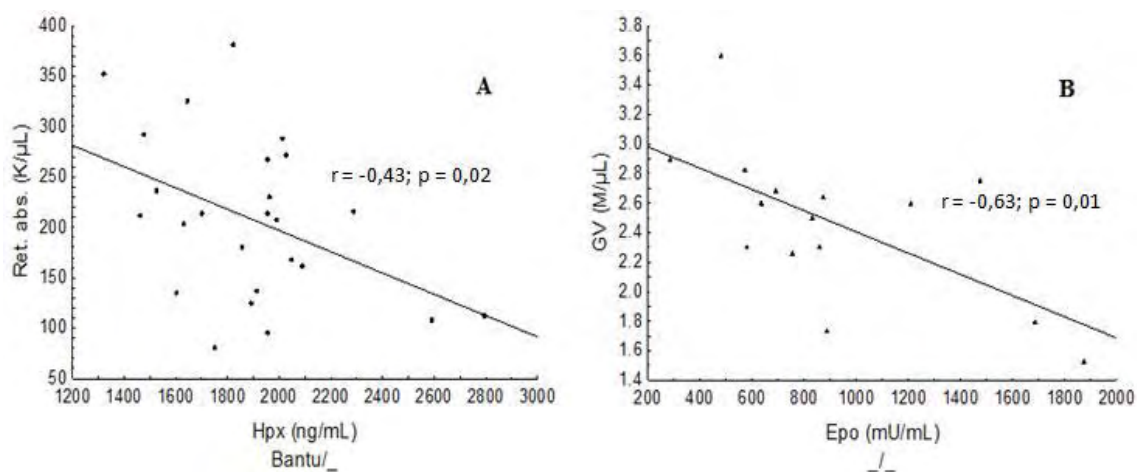 400
350
300
250
200
150
100
50
Ret. abs. (K/µL)
A
r = -0,43; p = 0,02
1200 1400 1600 1800 2000 2200 2400 2600 2800 3000
Hpx (ng/mL)
Bantu/_
3.8
3.6
3.4
3.2
3.0
2.8
2.6
2.4
2.2
2.0
1.8
1.6
1.4
GV (M/µL)
B
r = -0,63; p = 0,01
200 400 600 800 1000 1200 1400 1600 1800 2000
Epo (mU/mL)
_/_